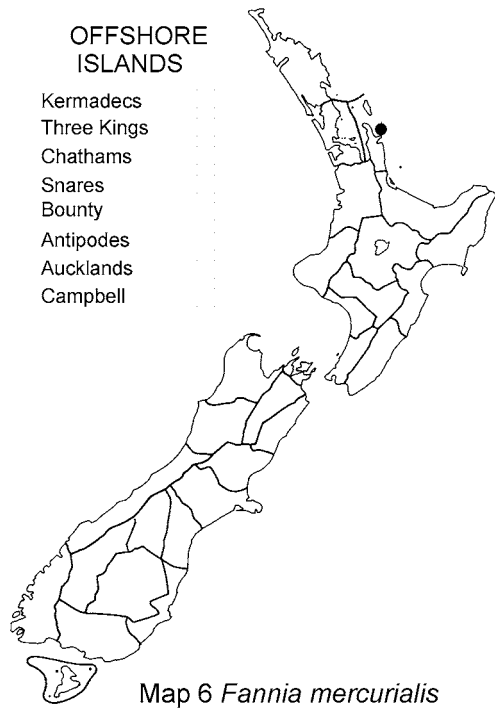 OFFSHORE
ISLANDS
Kermadecs
Three Kings
Chathams
Snares
Bounty
Antipodes
Aucklands
Campbell
Map 6 Fannia mercurialis